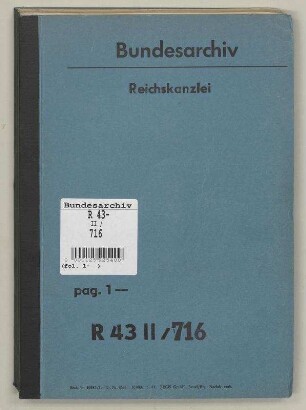 Bundesarchiv
Reichskanzlei
Bundesarchiv
R 43-
II/
716
(fol. 1- )
pag. 1—
R 43 II/716